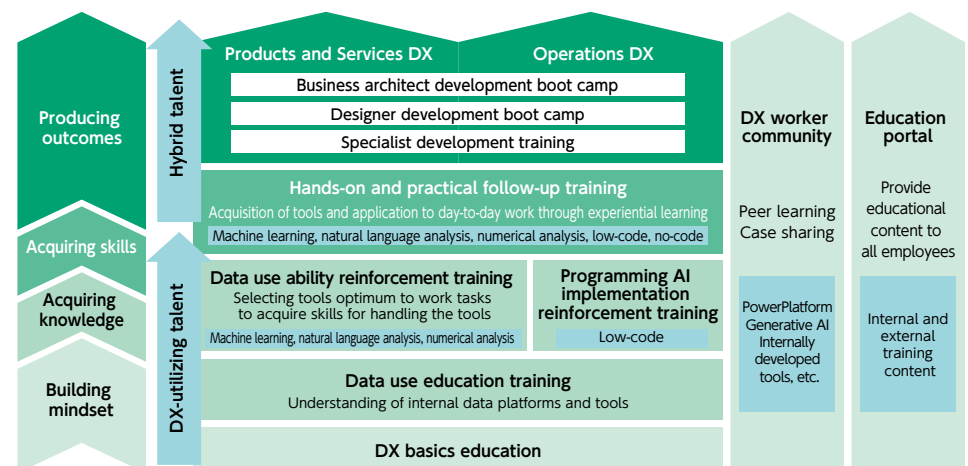 Producing
outcomes
Acquiring skills
Acquiring
knowledge
Building
mindset
Hybrid talent
DX-utilizing talent
Products and Services DX
Operations DX
Business architect development boot camp
Designer development boot camp
Specialist development training
Hands-on and practical follow-up training
Acquisition of tools and application to day-to-day work through experiential learning
Machine learning, natural language analysis, numerical analysis, low-code, no-code
Data use ability reinforcement training
Selecting tools optimum to work tasks
to acquire skills for handling the tools
Machine learning, natural language analysis, numerical analysis
Programming AI
implementation
reinforcement training
Low-code
Data use education training
Understanding of internal data platforms and tools
DX basics education
DX worker
community
Peer learning
Case sharing
PowerPlatform
Generative AI
Internally
developed
tools, etc.
Education
portal
Provide
educational
content to
all employees
Internal and
external
training
content